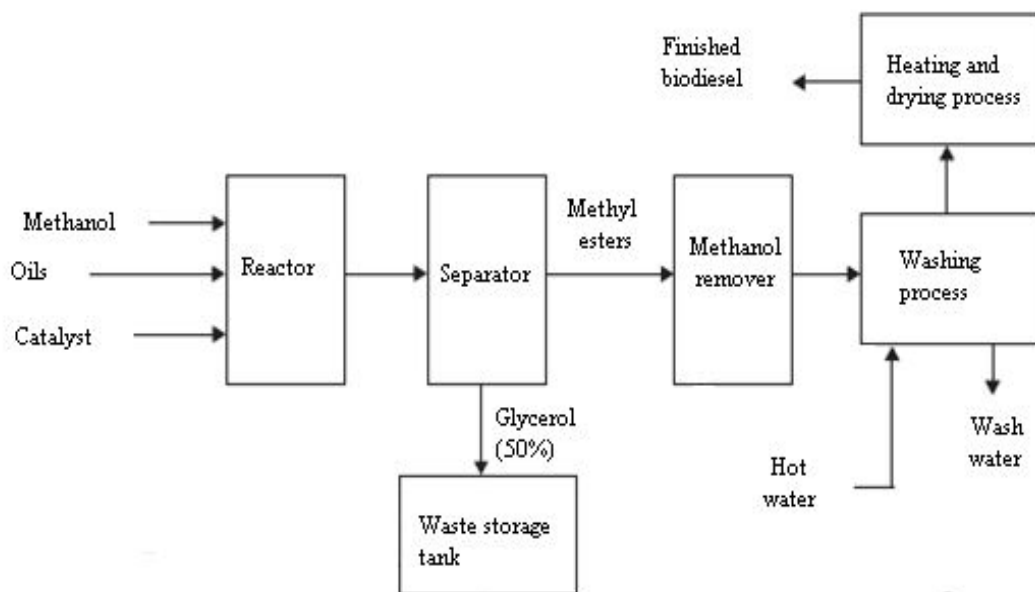 Finished
biodiesel
Heating and
drying process
Methanol
Oils
Catalyst
Reactor
Separator
Methyl
esters
Methanol
remover
Washing
process
Glycerol
(50%)
Hot
water
Wash
water
Waste storage
tank